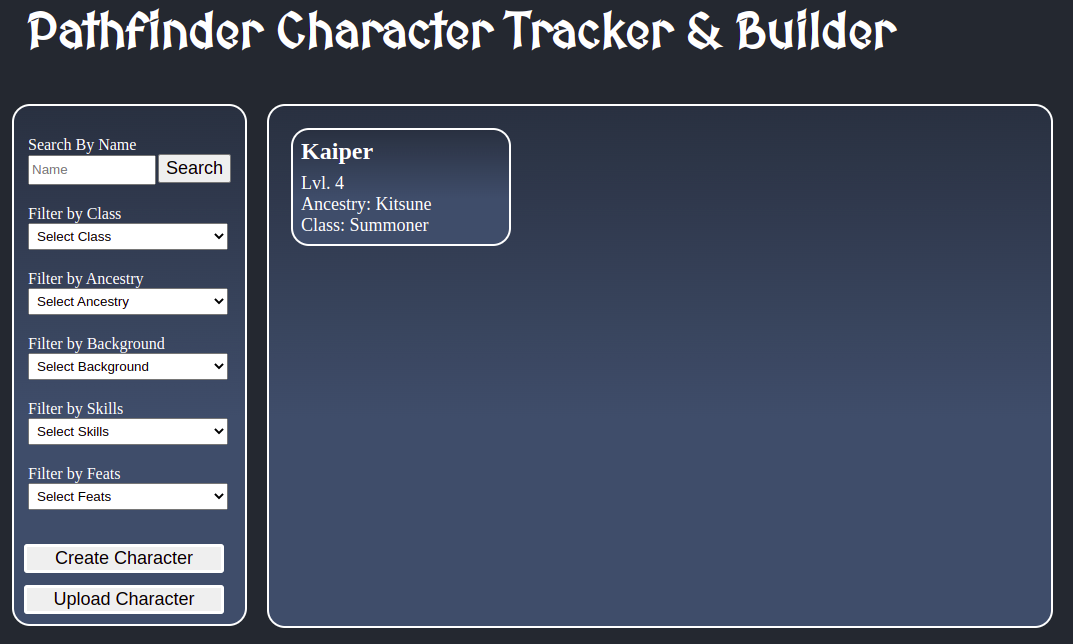 Pathfinder Character Tracker & Builder
Search By Name
Name Search
Filter by Class
Select Class
Filter by Ancestry
Select Ancestry
Filter by Background
Select Background
Filter by Skills
Select Skills
Filter by Feats
Select Feats
Create Character
Upload Character
Kaiper
Lvl. 4
Ancestry: Kitsune
Class: Summoner